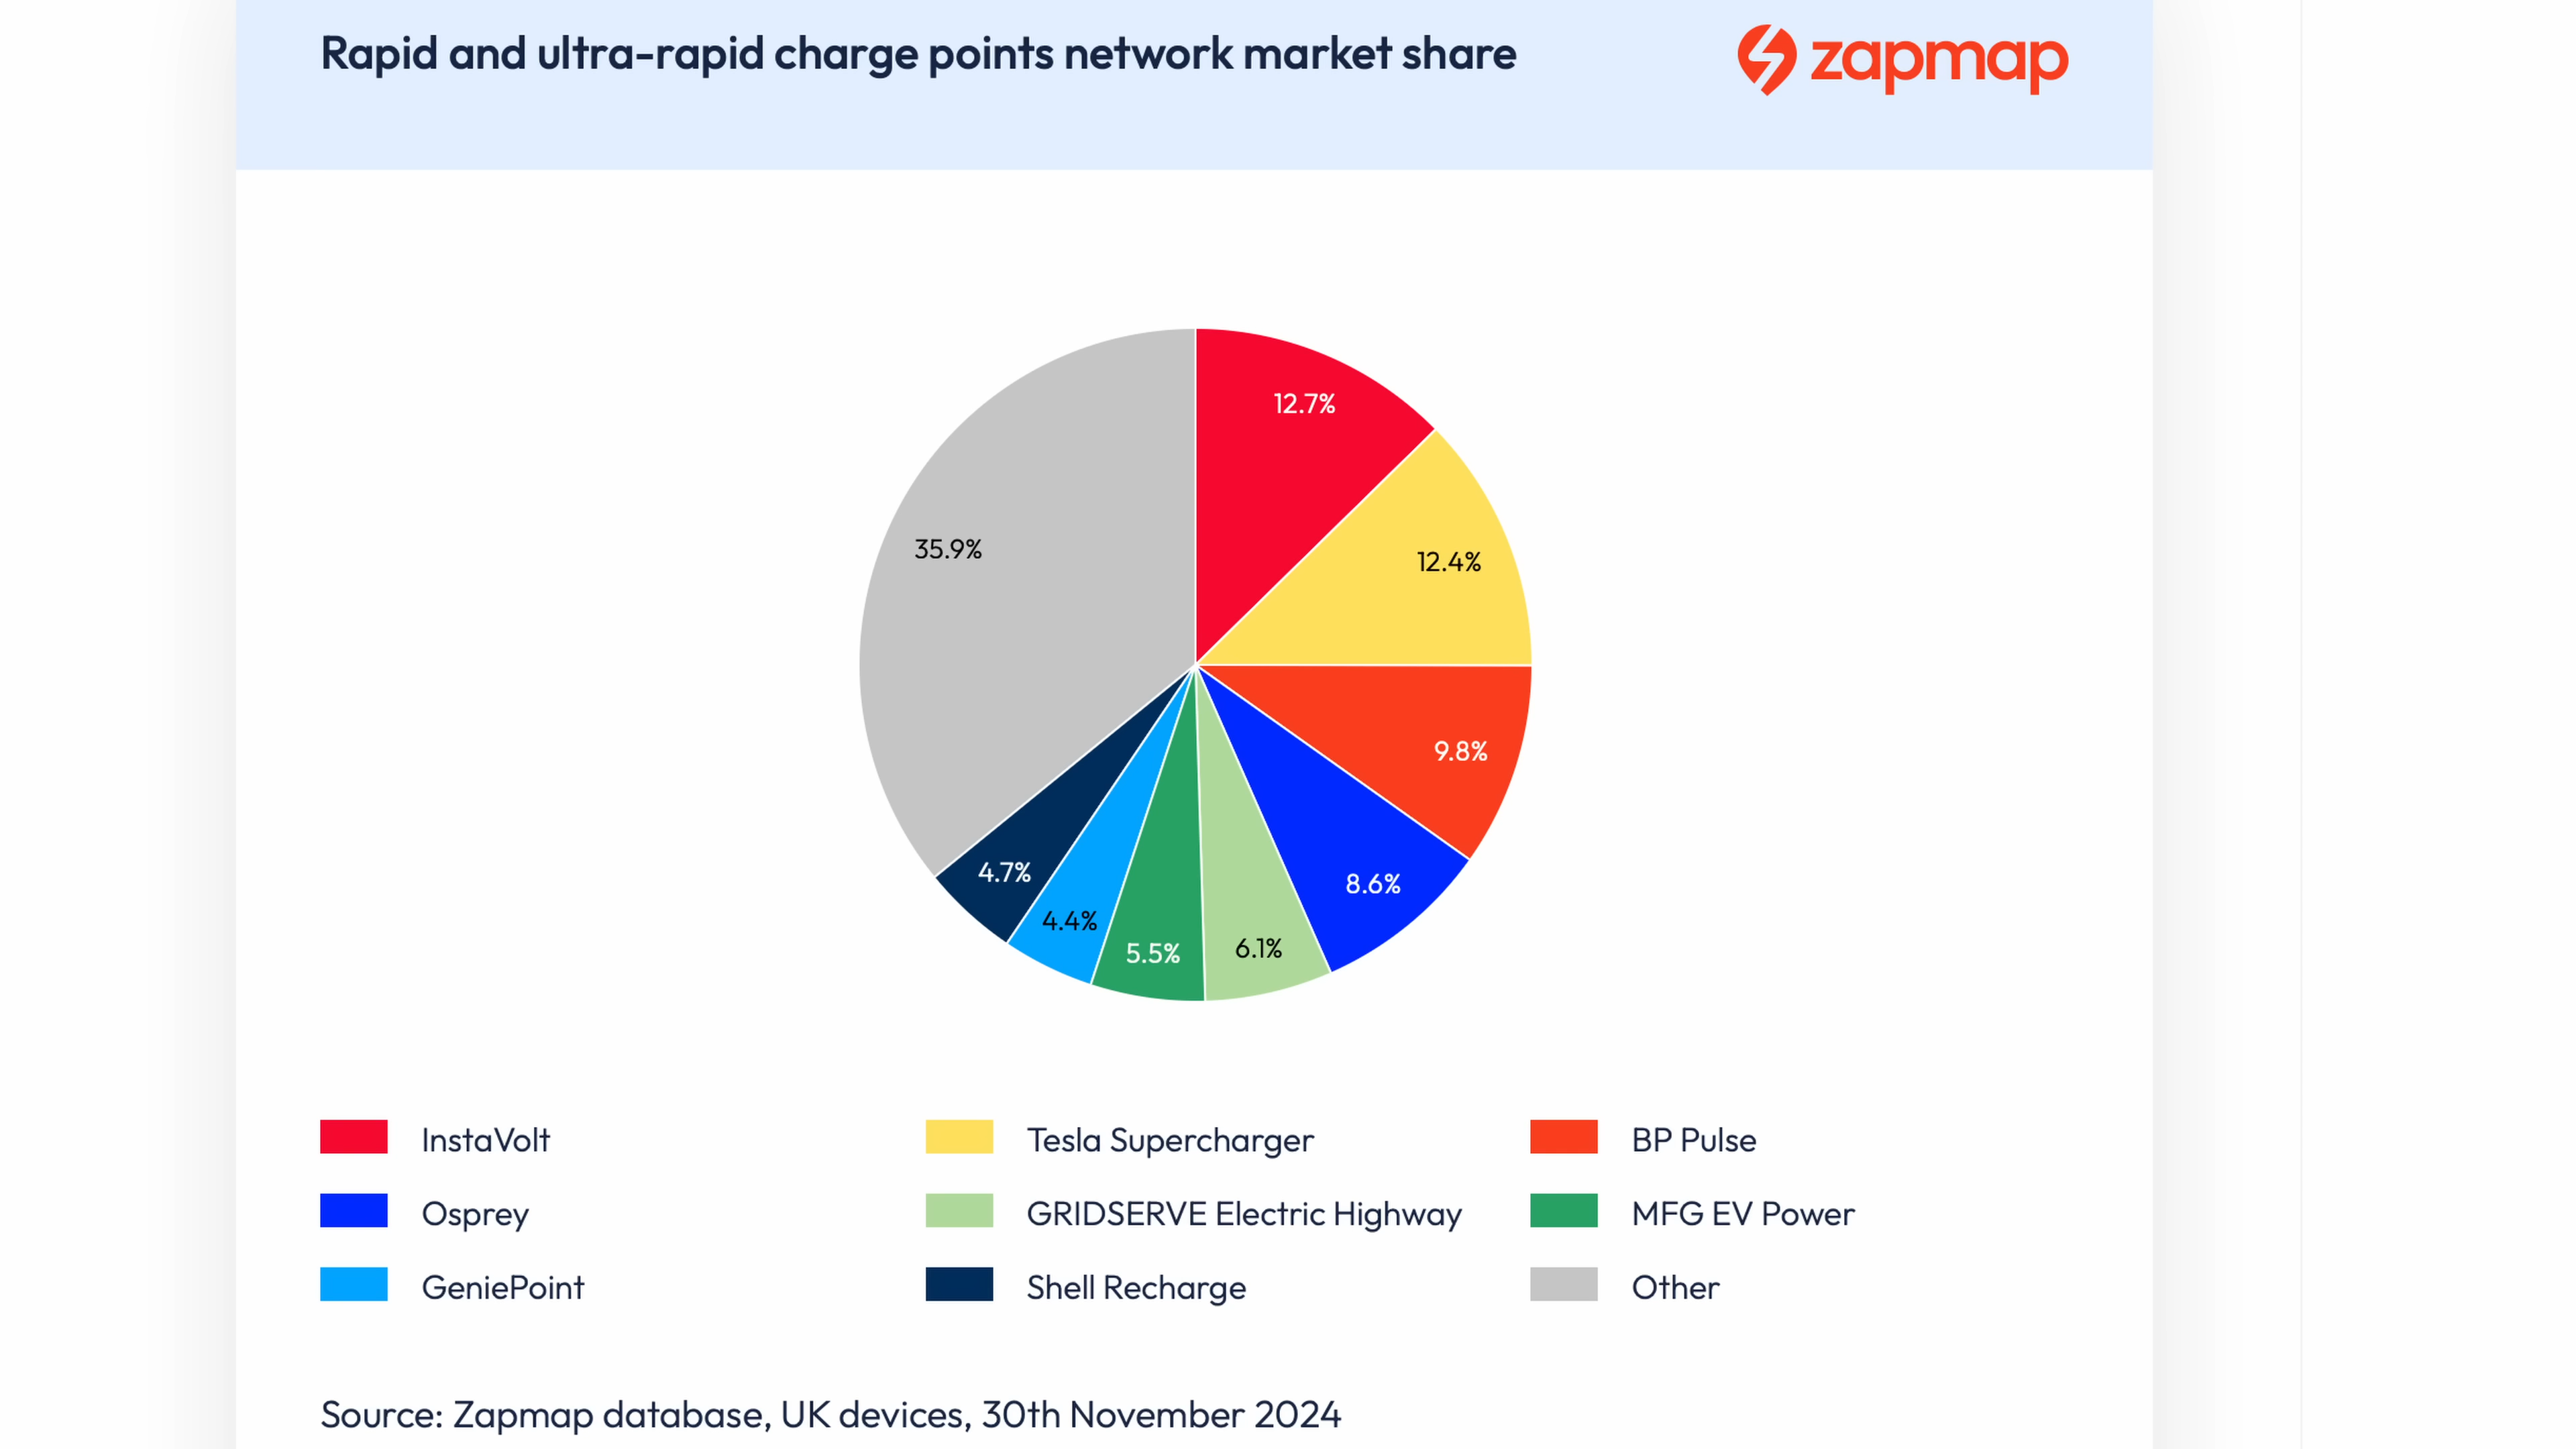 Rapid and ultra-rapid charge points network market share
zapmap
12.7%
12.4%
9.8%
8.6%
6.1%
5.5%
4.4%
4.7%
35.9%
InstaVolt
Tesla Supercharger
BP Pulse
Osprey
GRIDSERVE Electric Highway
MFG EV Power
GeniePoint
Shell Recharge
Other
Source: Zapmap database, UK devices, 30th November 2024